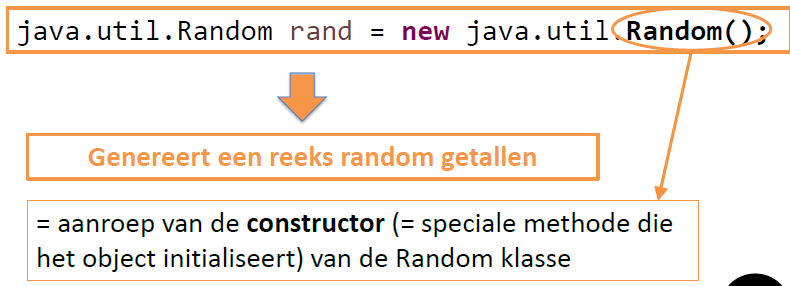 java.util.Random rand = new java.util.Random();
Genereert een reeks random getallen
= aanroep van de constructor (= speciale methode die
het object initialiseert) van de Random klasse